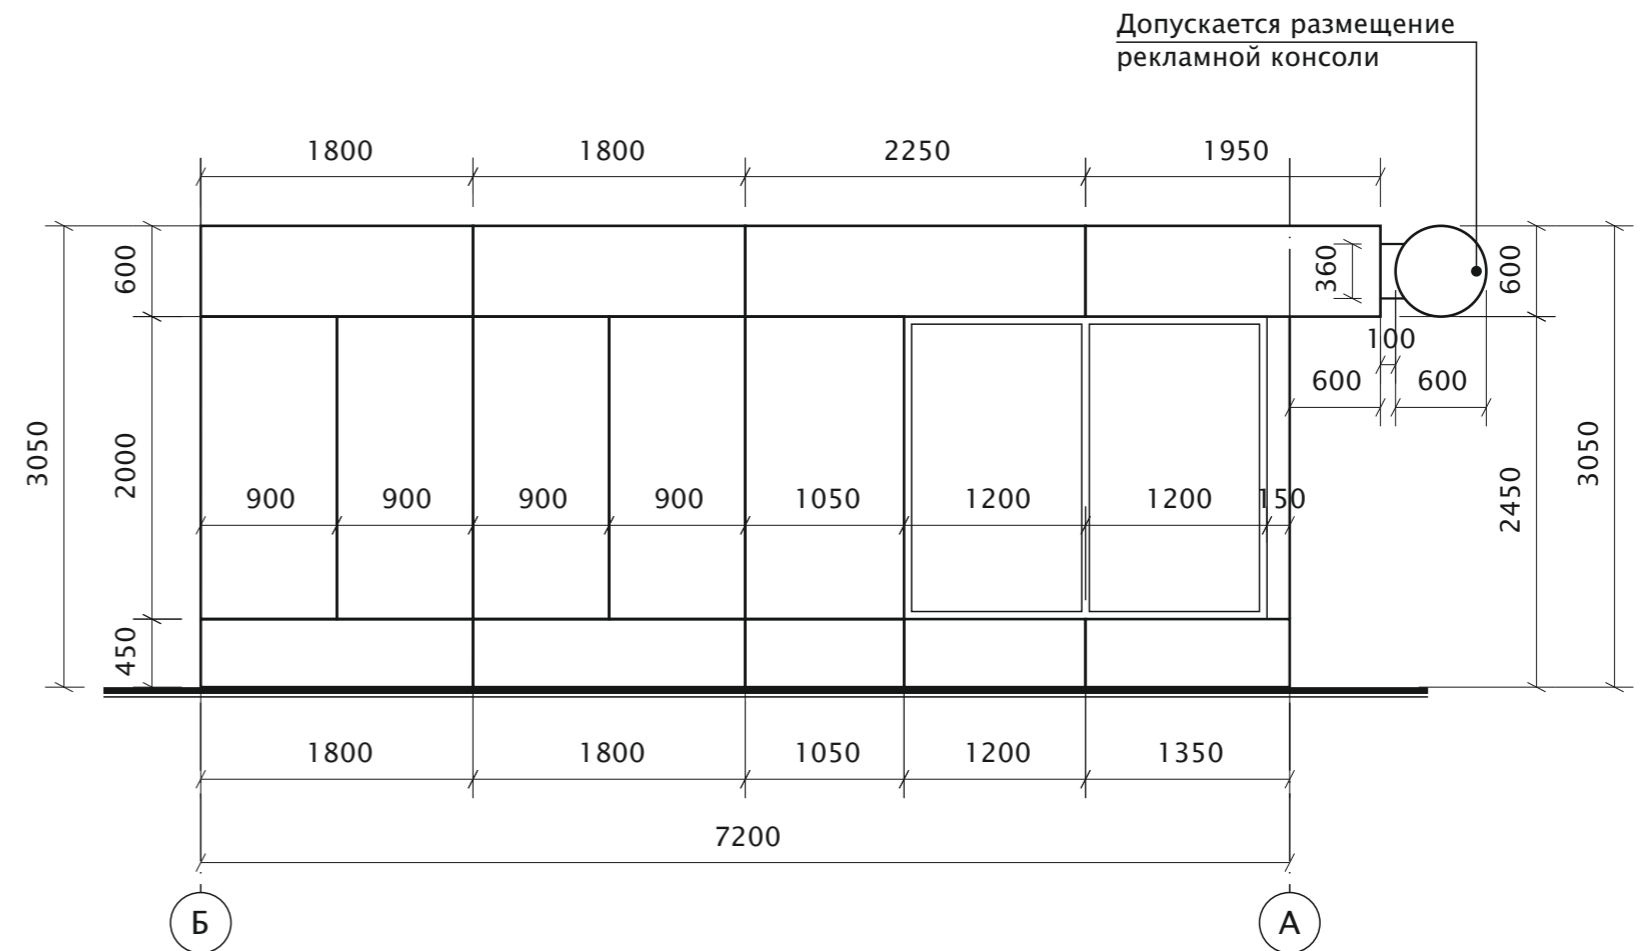 Допускается размещение
рекламной консоли
1800 1800 2250 1950
600 360 600
100
600 600
3050 2000 2450 3050
900 900 900 900 1050 1200 1200 150
450
1800 1800 1050 1200 1350
7200
Б А